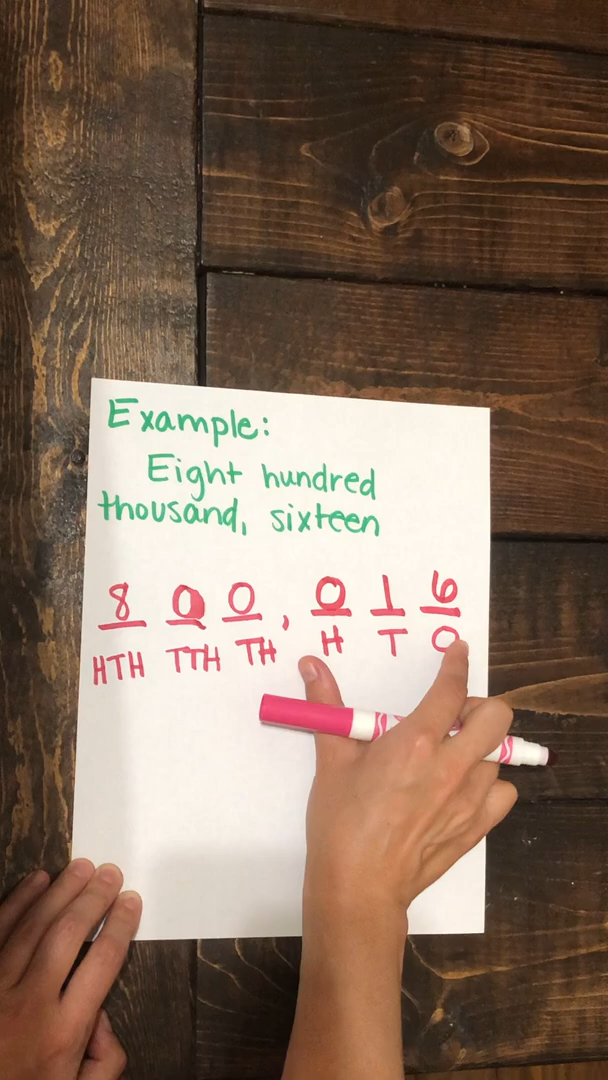 Example:
Eight hundred
thousand, sixteen
8 0 0 , 0 1 6
HTH TTH TH H T O